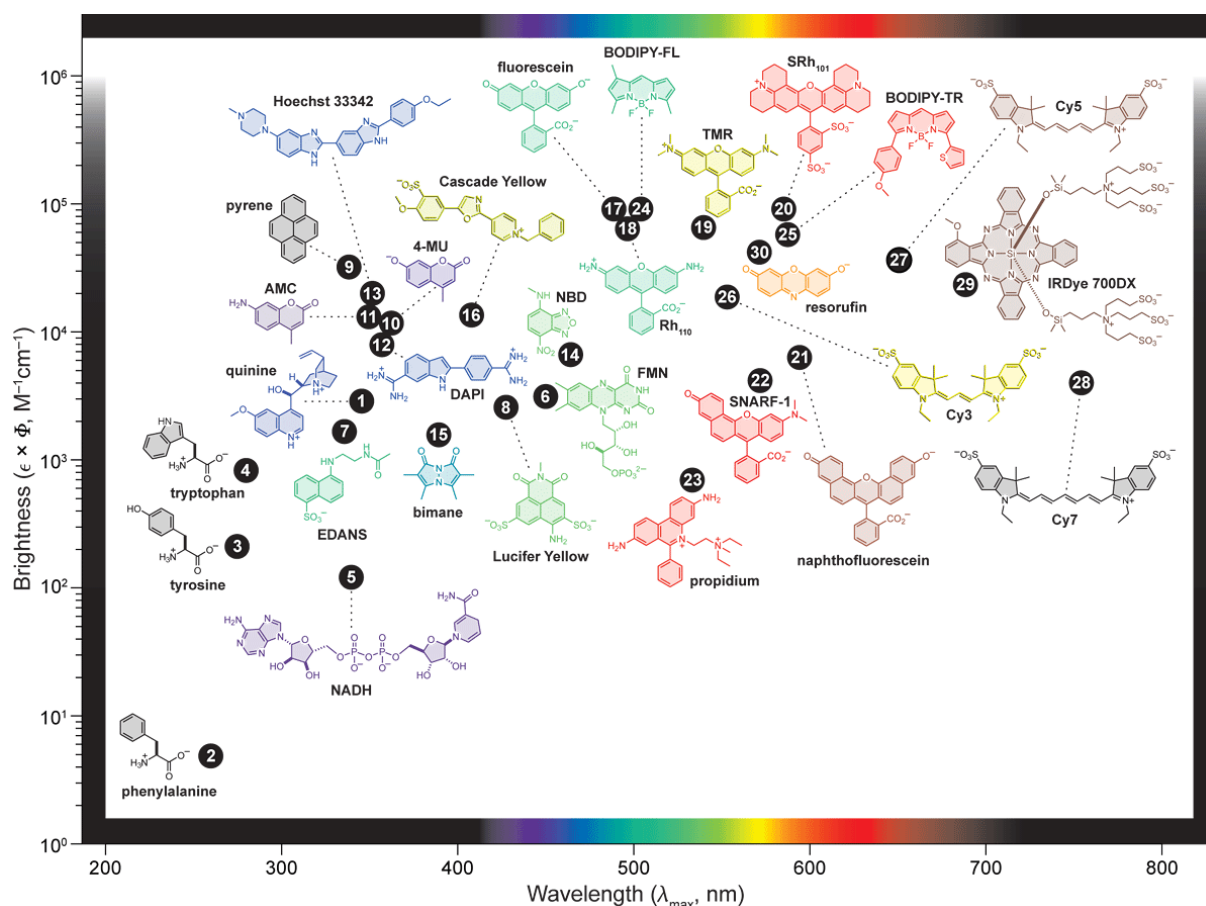 BODIPY-FL
SRh101
fluorescein
BODIPY-TR
Cy5
Hoechst 33342
TMR
Cascade Yellow
pyrene
4-MU
17
24
18
20
19
25
30
27
29
IRDye 700DX
9
AMC
13
11
10
16
12
NBD
14
Rh110
26
resorufin
quinine
DAPI
1
8
6
FMN
22
SNARF-1
21
Cy3
28
7
15
4
tryptophan
EDANS
bimane
Lucifer Yellow
23
propidium
naphthofluorescein
Cy7
3
tyrosine
5
NADH
2
phenylalanine
Brightness (ϵ × Φ, M⁻¹cm⁻¹)
10⁶
10⁵
10⁴
10³
10²
10¹
10⁰
200 300 400 500 600 700 800
Wavelength (λmax, nm)